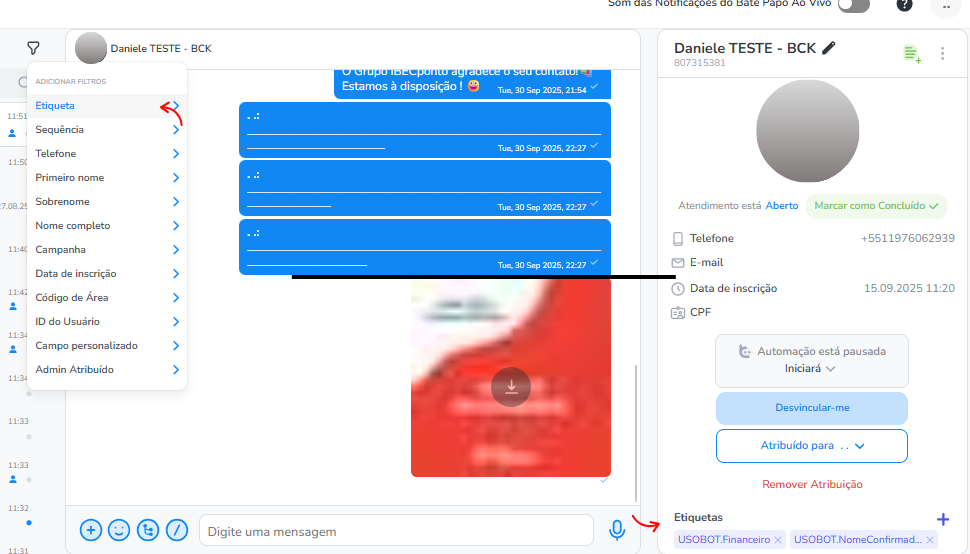 Som das Notificações do Bate Papo Ao Vivo
?
Daniele TESTE - BCK
ADICIONAR FILTROS
Etiqueta
Sequência
Telefone
Primeiro nome
Sobrenome
Nome completo
Campanha
Data de inscrição
Código de Área
ID do Usuário
Campo personalizado
Admin Atribuído
11:51
11:50
27.08.25
11:40
11:42
11:34
11:34
11:33
11:33
11:32
11:31
O Grupo IBECponto agradece o seu contato!
Estamos à disposição !
Tue, 30 Sep 2025, 21:54
. .:
Tue, 30 Sep 2025, 22:27
. .:
Tue, 30 Sep 2025, 22:27
. .:
Tue, 30 Sep 2025, 22:27
Digite uma mensagem
Daniele TESTE - BCK
807315381
Atendimento está Aberto Marcar como Concluído
Telefone +5511976062939
E-mail
Data de inscrição 15.09.2025 11:20
CPF
Automação está pausada
Iniciará
Desvincular-me
Atribuído para . .
Remover Atribuição
Etiquetas
USOBOT.Financeiro
USOBOT.NomeConfirmad...